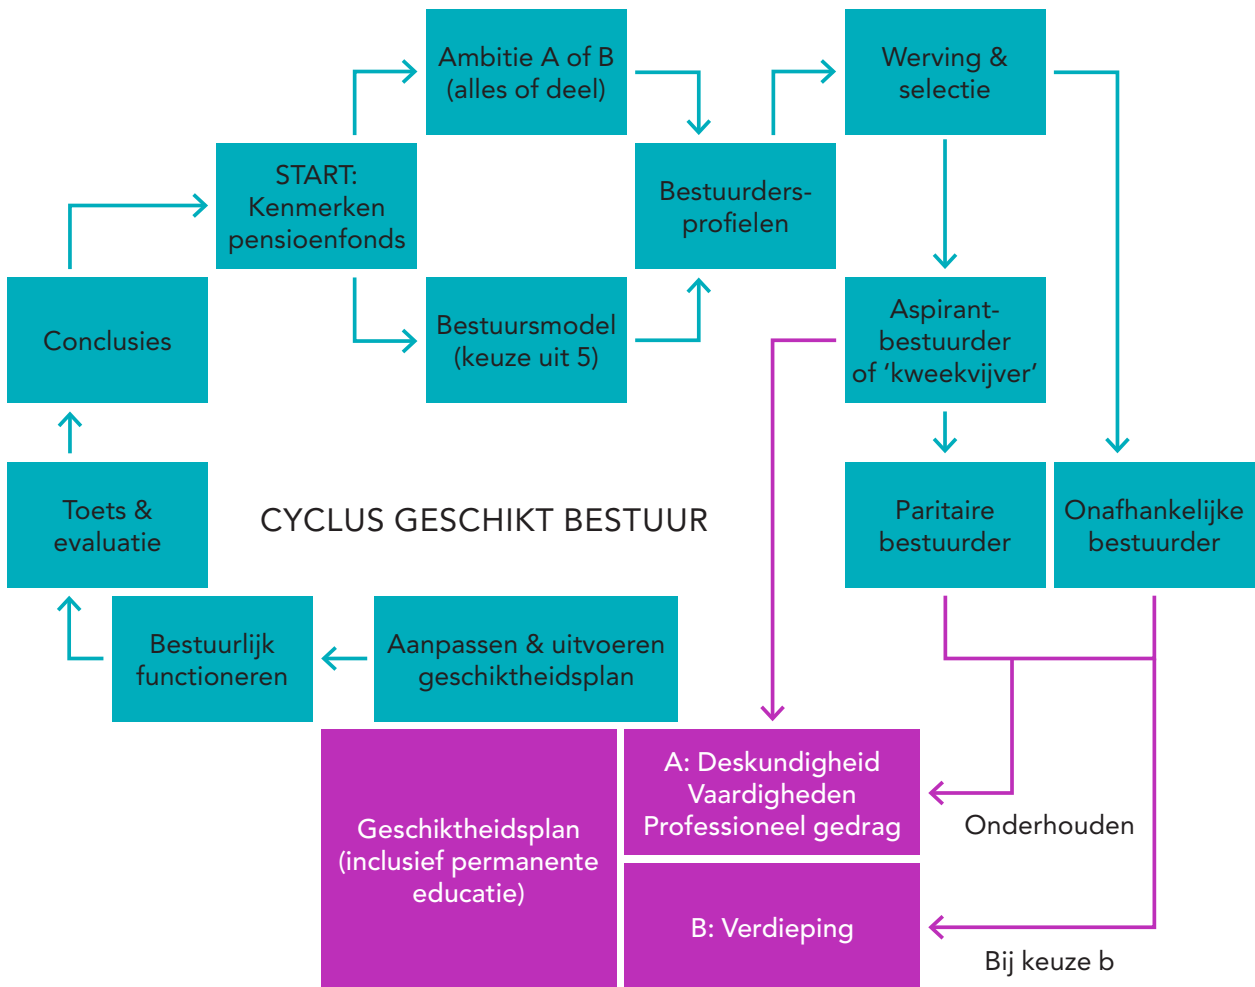 Ambitie A of B
(alles of deel)
Werving &
selectie
START:
Kenmerken
pensioenfonds
Bestuurders-
profielen
Conclusies
Bestuursmodel
(keuze uit 5)
Aspirant-
bestuurder
of ‘kweekvijver’
Toets &
evaluatie
CYCLUS GESCHIKT BESTUUR
Paritaire
bestuurder
Onafhankelijke
bestuurder
Bestuurlijk
functioneren
Aanpassen & uitvoeren
geschiktheidsplan
Geschiktheidsplan
(inclusief permanente
educatie)
A: Deskundigheid
Vaardigheden
Professioneel gedrag
Onderhouden
B: Verdieping
Bij keuze b